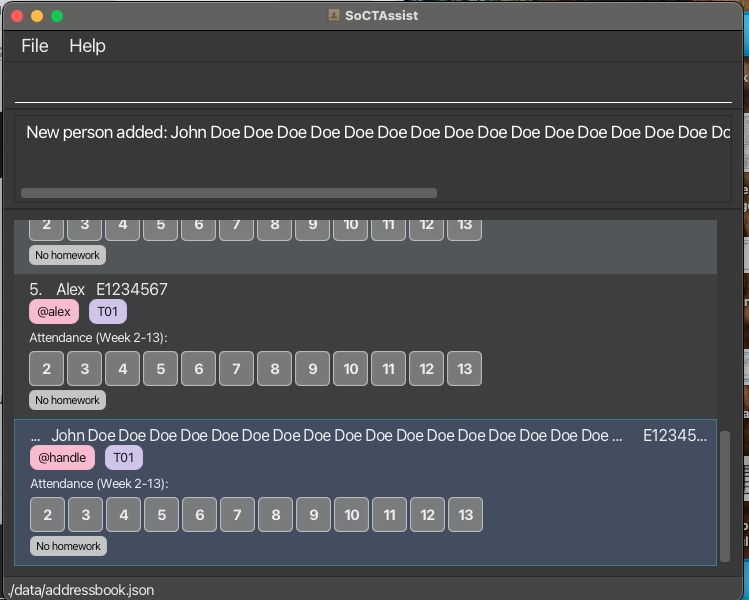 SoCTAssist
File Help
New person added: John Doe Doe Doe Doe Doe Doe Doe Doe Doe Doe Doe Doe Doe Doe Doe Dc
2 3 4 5 6 7 8 9 10 11 12 13
No homework
5. Alex E1234567
@alex T01
Attendance (Week 2-13):
2 3 4 5 6 7 8 9 10 11 12 13
No homework
... John Doe Doe Doe Doe Doe Doe Doe Doe Doe Doe Doe Doe Doe Doe Doe Doe Doe ... E12345...
@handle T01
Attendance (Week 2-13):
2 3 4 5 6 7 8 9 10 11 12 13
No homework
./data/addressbook.json